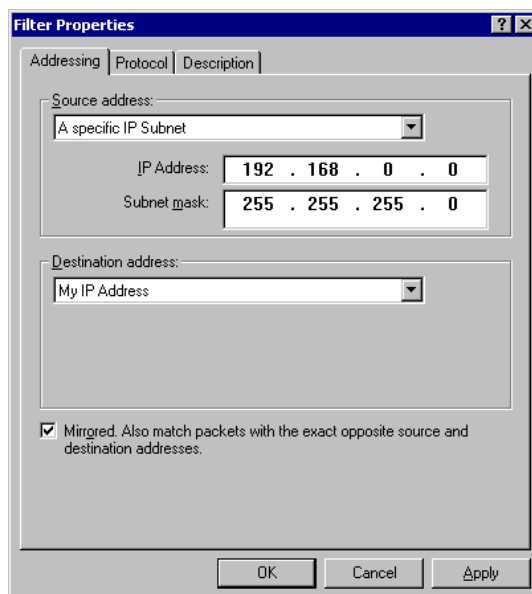 Filter Properties
Addressing Protocol Description
Source address:
A specific IP Subnet
IP Address: 192 . 168 . 0 . 0
Subnet mask: 255 . 255 . 255 . 0
Destination address:
My IP Address
Mirrored. Also match packets with the exact opposite source and
destination addresses.
OK Cancel Apply